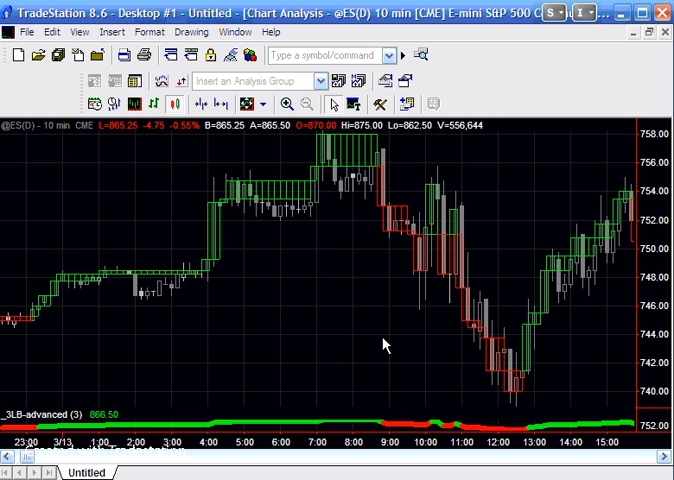 TradeStation 8.6 - Desktop #1 - Untitled - [Chart Analysis - @ES(D) 10 min [CME] E-mini S&P 500 C
S I
File Edit View Insert Format Drawing Window Help
Type a symbol/command
Insert an Analysis Group
@ES(D) - 10 min CME L=865.25 -4.75 -0.55% B=865.25 A=865.50 O=870.00 Hi=875.00 Lo=862.50 V=556,644
758.00
756.00
754.00
752.00
750.00
748.00
746.00
744.00
742.00
740.00
_3LB-advanced (3) 866.50
752.00
23:00 3/13 1:00 2:00 3:00 4:00 5:00 6:00 7:00 8:00 9:00 10:00 11:00 12:00 13:00 14:00 15:00
Created with TradeStation
Untitled